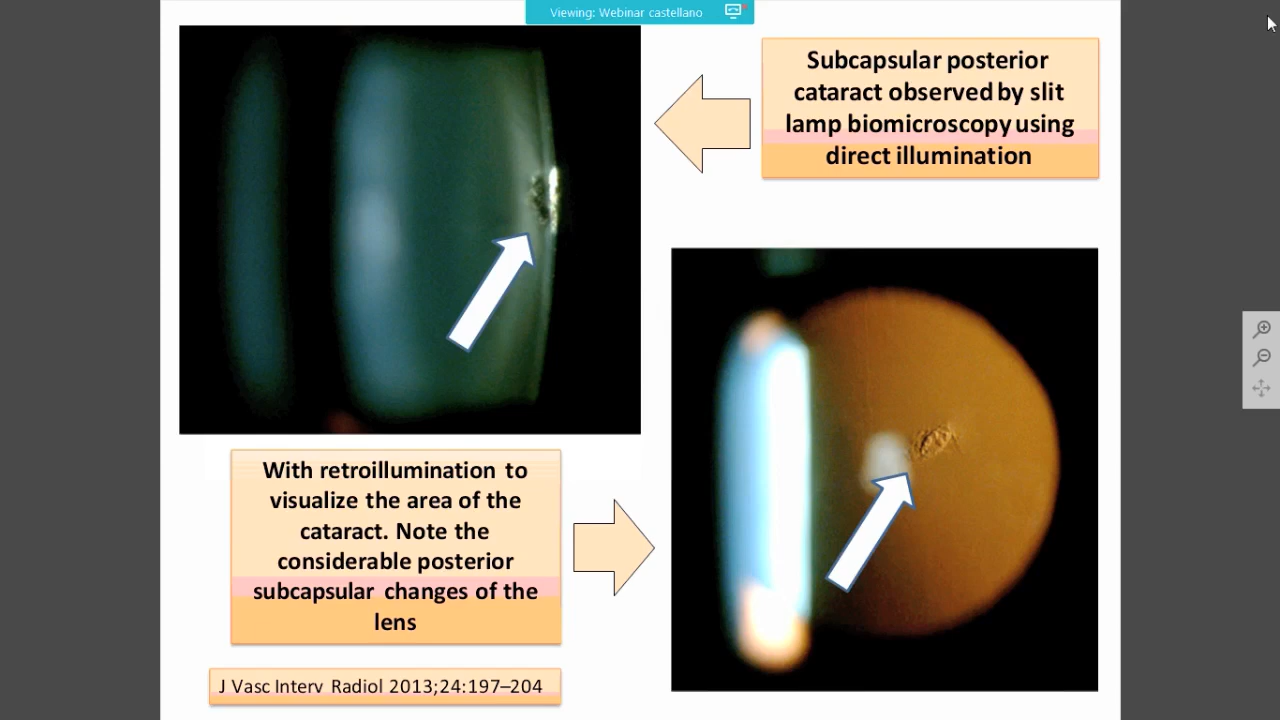 Viewing: Webinar castellano
Subcapsular posterior
cataract observed by slit
lamp biomicroscopy using
direct illumination
With retroillumination to
visualize the area of the
cataract. Note the
considerable posterior
subcapsular changes of the
lens
J Vasc Interv Radiol 2013;24:197–204